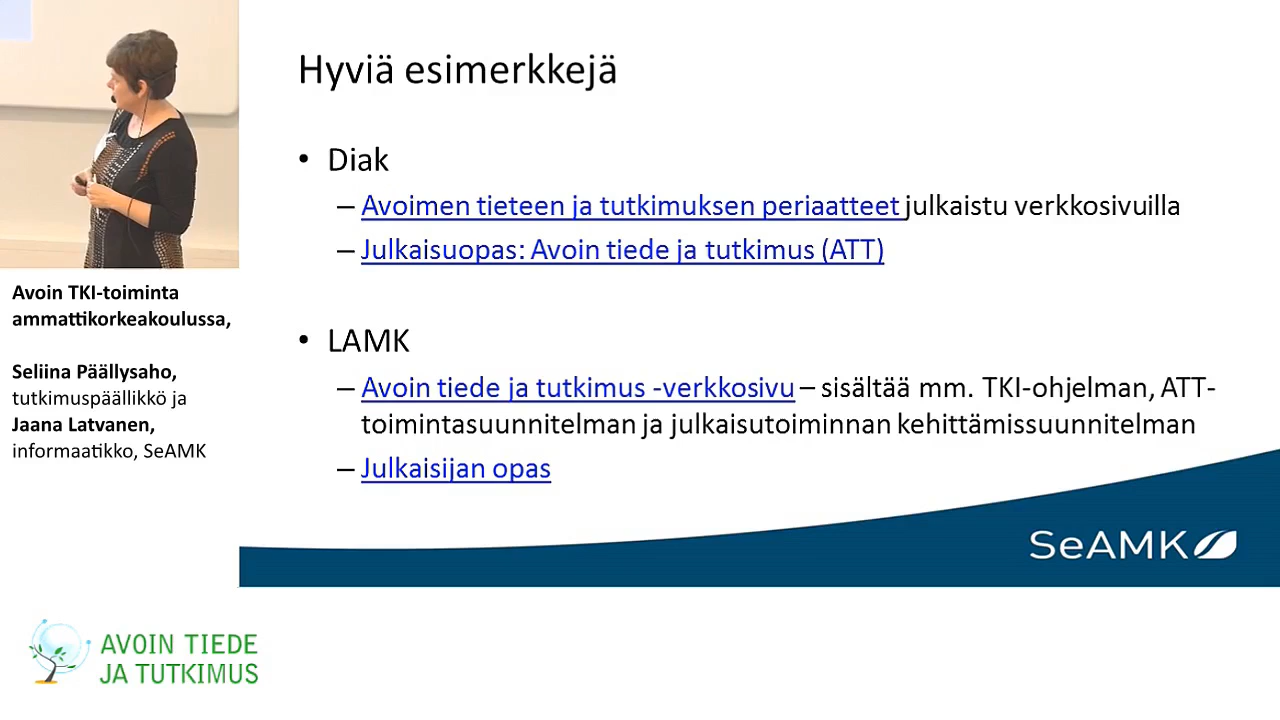 Hyviä esimerkkejä
• Diak
– Avoimen tieteen ja tutkimuksen periaatteet julkaistu verkkosivuilla
– Julkaisuopas: Avoin tiede ja tutkimus (ATT)
• LAMK
– Avoin tiede ja tutkimus -verkkosivu – sisältää mm. TKI-ohjelman, ATT-
toimintasuunnitelman ja julkaisutoiminnan kehittämissuunnitelman
– Julkaisijan opas
SeAMK
Avoin TKI-toiminta
ammattikorkeakoulussa,
Seliina Päällysaho,
tutkimuspäällikkö ja
Jaana Latvanen,
informaatikko, SeAMK
AVOIN TIEDE
JA TUTKIMUS